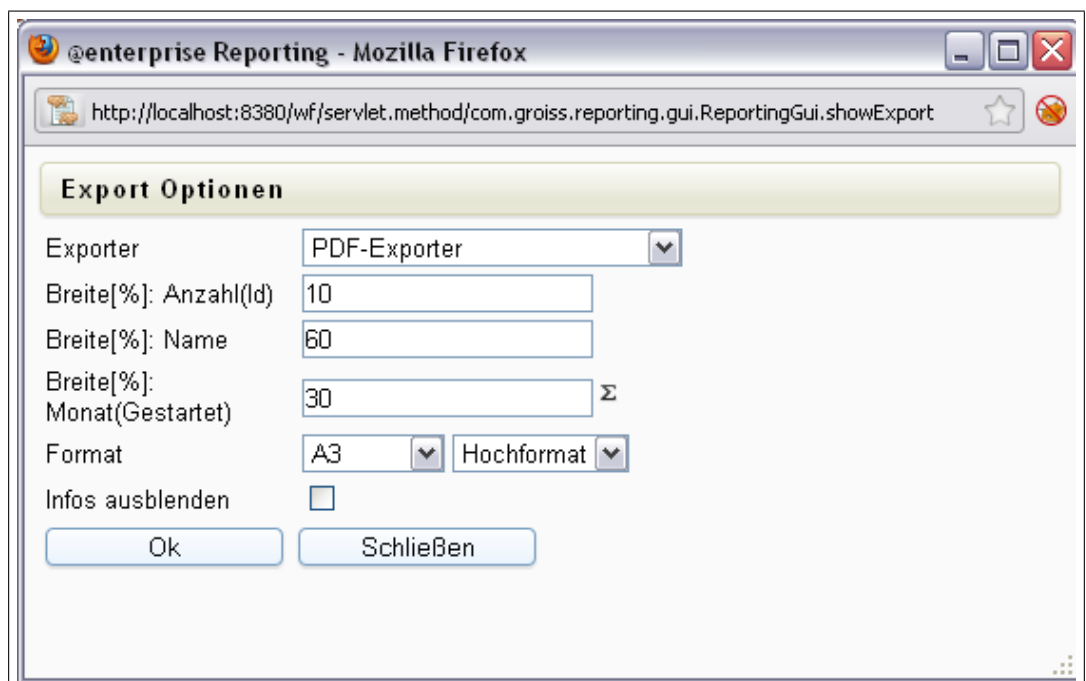 @enterprise Reporting - Mozilla Firefox
http://localhost:8380/wf/servlet.method/com.groiss.reporting.gui.ReportingGui.showExport
Export Optionen
Exporter PDF-Exporter
Breite[%]: Anzahl(Id) 10
Breite[%]: Name 60
Breite[%]:
Monat(Gestartet) 30 Σ
Format A3 Hochformat
Infos ausblenden
Ok Schließen